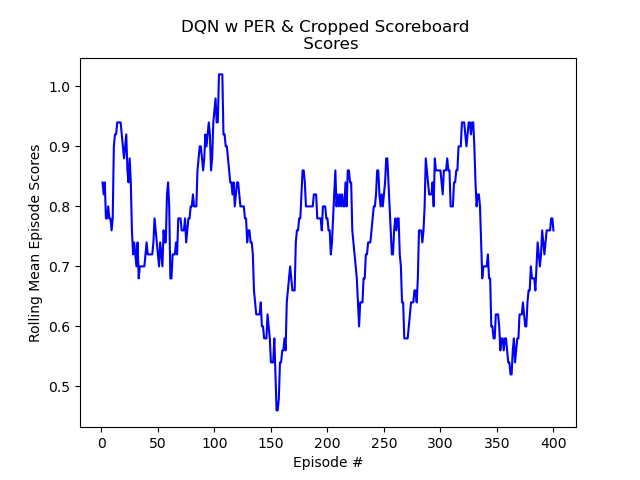 DQN w PER & Cropped Scoreboard
Scores
Rolling Mean Episode Scores
1.0
0.9
0.8
0.7
0.6
0.5
0 50 100 150 200 250 300 350 400
Episode #